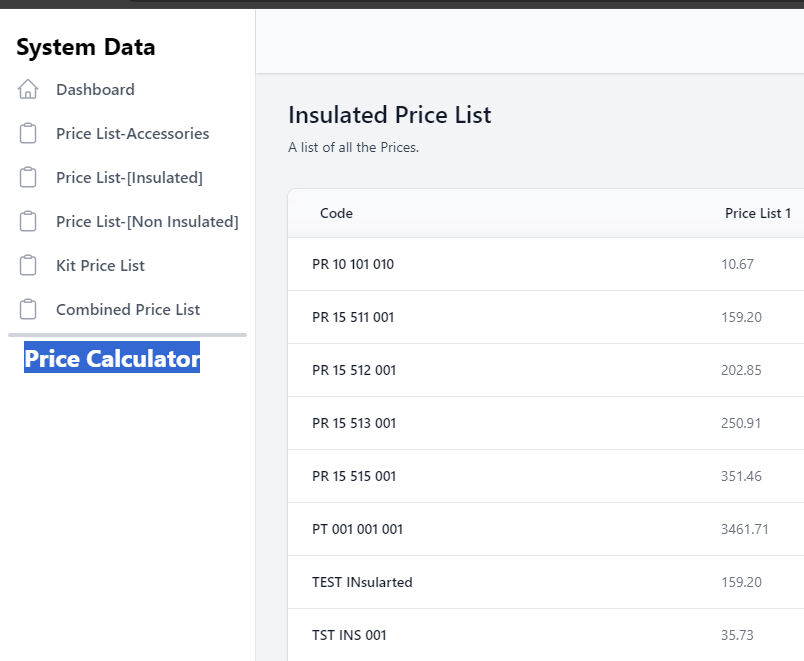 System Data
Dashboard
Price List-Accessories
Price List-[Insulated]
Price List-[Non Insulated]
Kit Price List
Combined Price List
Price Calculator
Insulated Price List
A list of all the Prices.
Code Price List 1
PR 10 101 010 10.67
PR 15 511 001 159.20
PR 15 512 001 202.85
PR 15 513 001 250.91
PR 15 515 001 351.46
PT 001 001 001 3461.71
TEST INsularted 159.20
TST INS 001 35.73